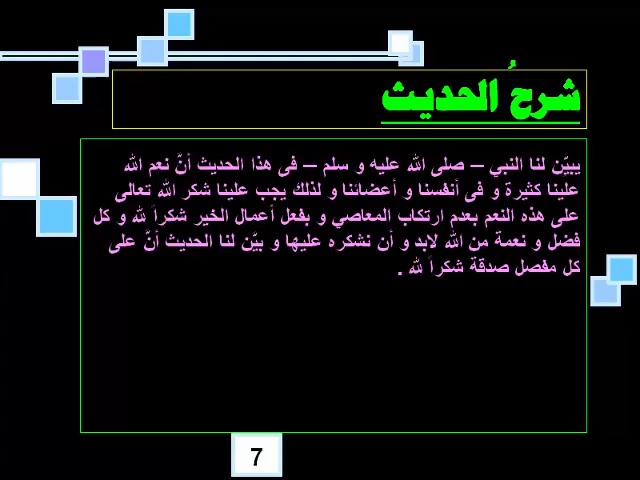 شرحُ الحديث
يبيّن لنا النبي – صلى الله عليه و سلم – فى هذا الحديث أنَّ نعم الله
علينا كثيرة و فى أنفسنا و أعضائنا و لذلك يجب علينا شكر الله تعالى
على هذه النعم بعدم ارتكاب المعاصي و بفعل أعمال الخير شكراً لله و كل
فضل و نعمة من الله لابد و أن نشكره عليها و بيّن لنا الحديث أنَّ على
كل مفصل صدقة شكراً لله .
7